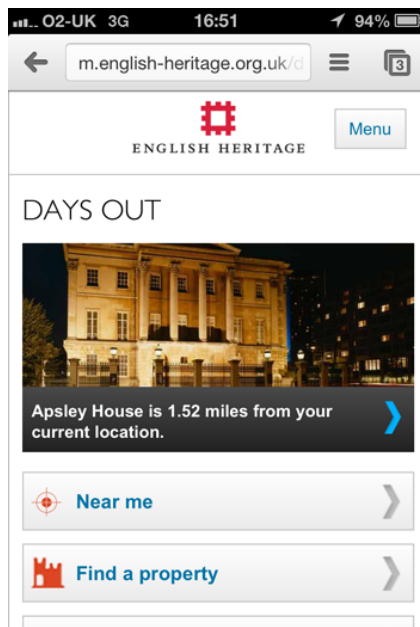 O2-UK 3G 16:51 94%
m.english-heritage.org.uk/d
3
ENGLISH HERITAGE
Menu
DAYS OUT
Apsley House is 1.52 miles from your
current location.
Near me
Find a property